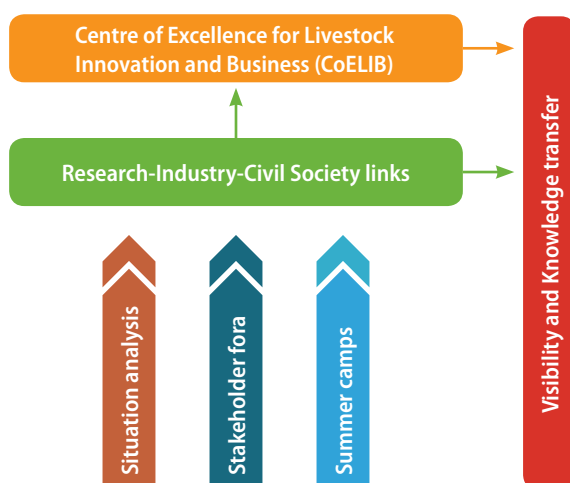 Centre of Excellence for Livestock
Innovation and Business (CoELIB)
Research-Industry-Civil Society links
Situation analysis
Stakeholder fora
Summer camps
Visibility and Knowledge transfer